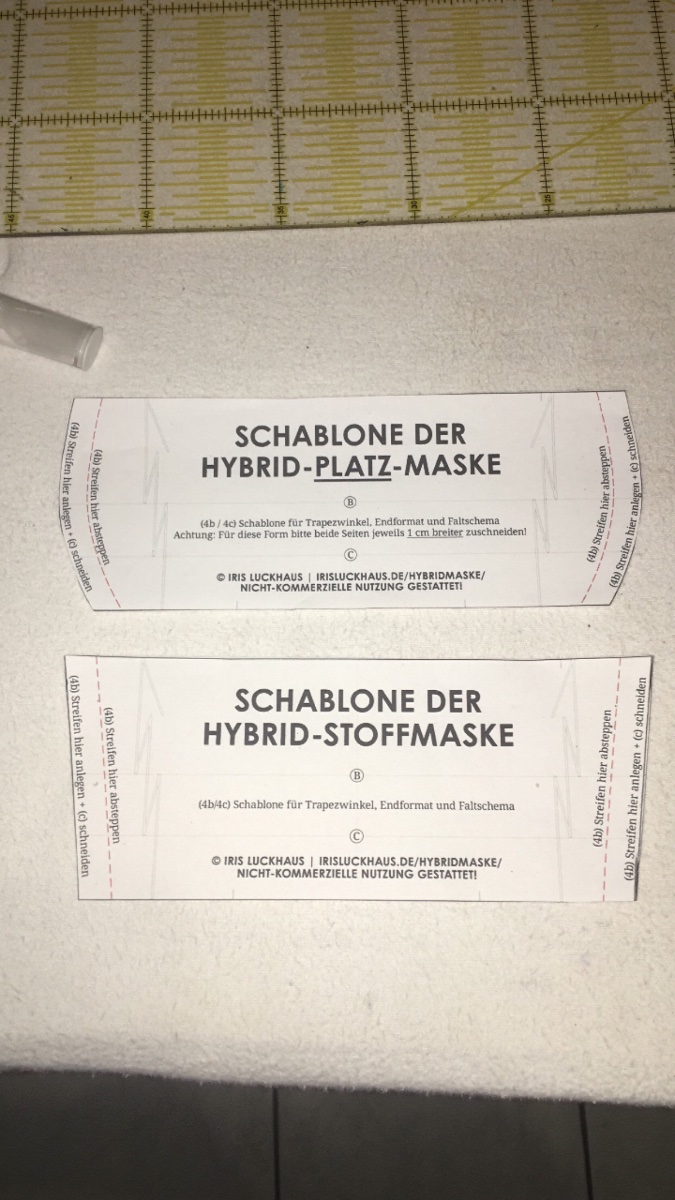 SCHABLONE DER
HYBRID-PLATZ-MASKE
B
(4b / 4c) Schablone für Trapezwinkel, Endformat und Faltschema
Achtung: Für diese Form bitte beide Seiten jeweils 1 cm breiter zuschneiden!
C
© IRIS LUCKHAUS | IRISLUCKHAUS.DE/HYBRIDMASKE/
NICHT-KOMMERZIELLE NUTZUNG GESTATTET!
(4b) Streifen hier anlegen + (c) schneiden
(4b) Streifen hier absteppen
(4b) Streifen hier absteppen
(4b) Streifen hier anlegen + (c) schneiden
SCHABLONE DER
HYBRID-STOFFMASKE
B
(4b/4c) Schablone für Trapezwinkel, Endformat und Faltschema
C
© IRIS LUCKHAUS | IRISLUCKHAUS.DE/HYBRIDMASKE/
NICHT-KOMMERZIELLE NUTZUNG GESTATTET!
(4b) Streifen hier anlegen + (c) schneiden
(4b) Streifen hier absteppen
(4b) Streifen hier absteppen
(4b) Streifen hier anlegen + (c) schneiden